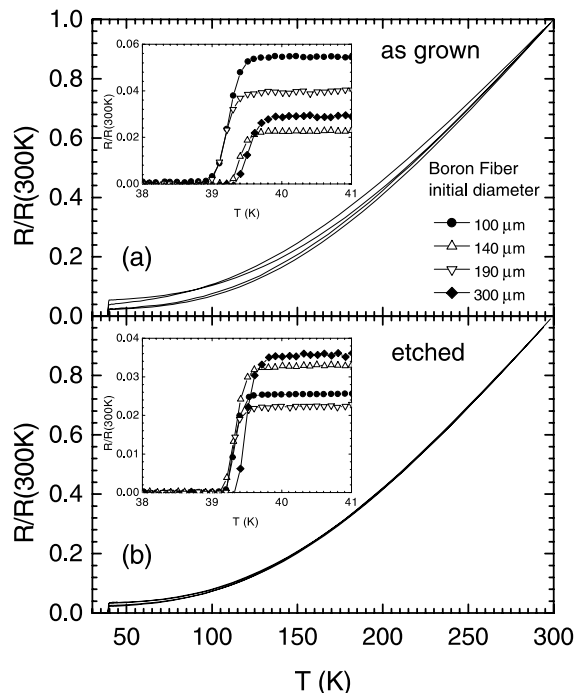 1.0
0.8
0.6
0.4
0.2
0.0
R/R(300K)
as grown
0.06
0.04
0.02
0.00
R/R(300K)
38 39 40 41
T (K)
Boron Fiber
initial diameter
100 μm
140 μm
190 μm
300 μm
(a)
0.8
0.6
0.4
0.2
0.0
R/R(300K)
etched
0.04
0.03
0.02
0.01
0.00
R/R(300K)
38 39 40 41
T (K)
(b)
50 100 150 200 250 300
T (K)